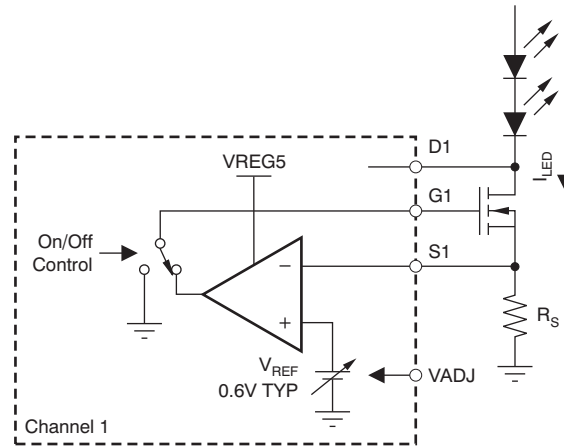 D1
I_LED
VREG5
G1
On/Off
Control
S1
−
+
R_S
V_REF
0.6V TYP
VADJ
Channel 1